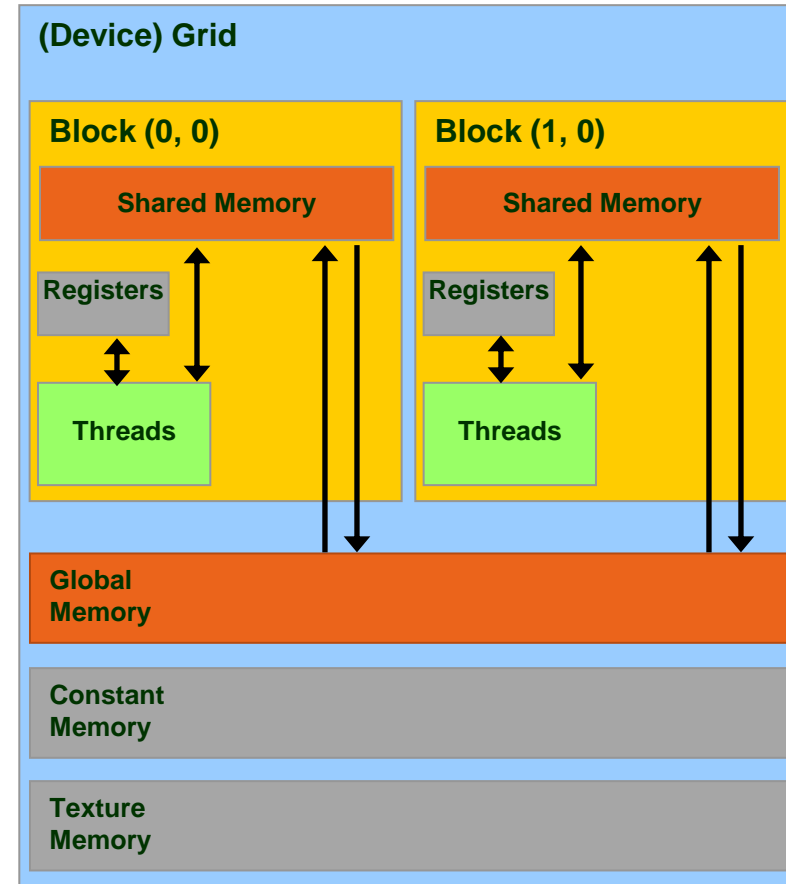 (Device) Grid
Block (0, 0)
Shared Memory
Registers
Threads
Block (1, 0)
Shared Memory
Registers
Threads
Global
Memory
Constant
Memory
Texture
Memory